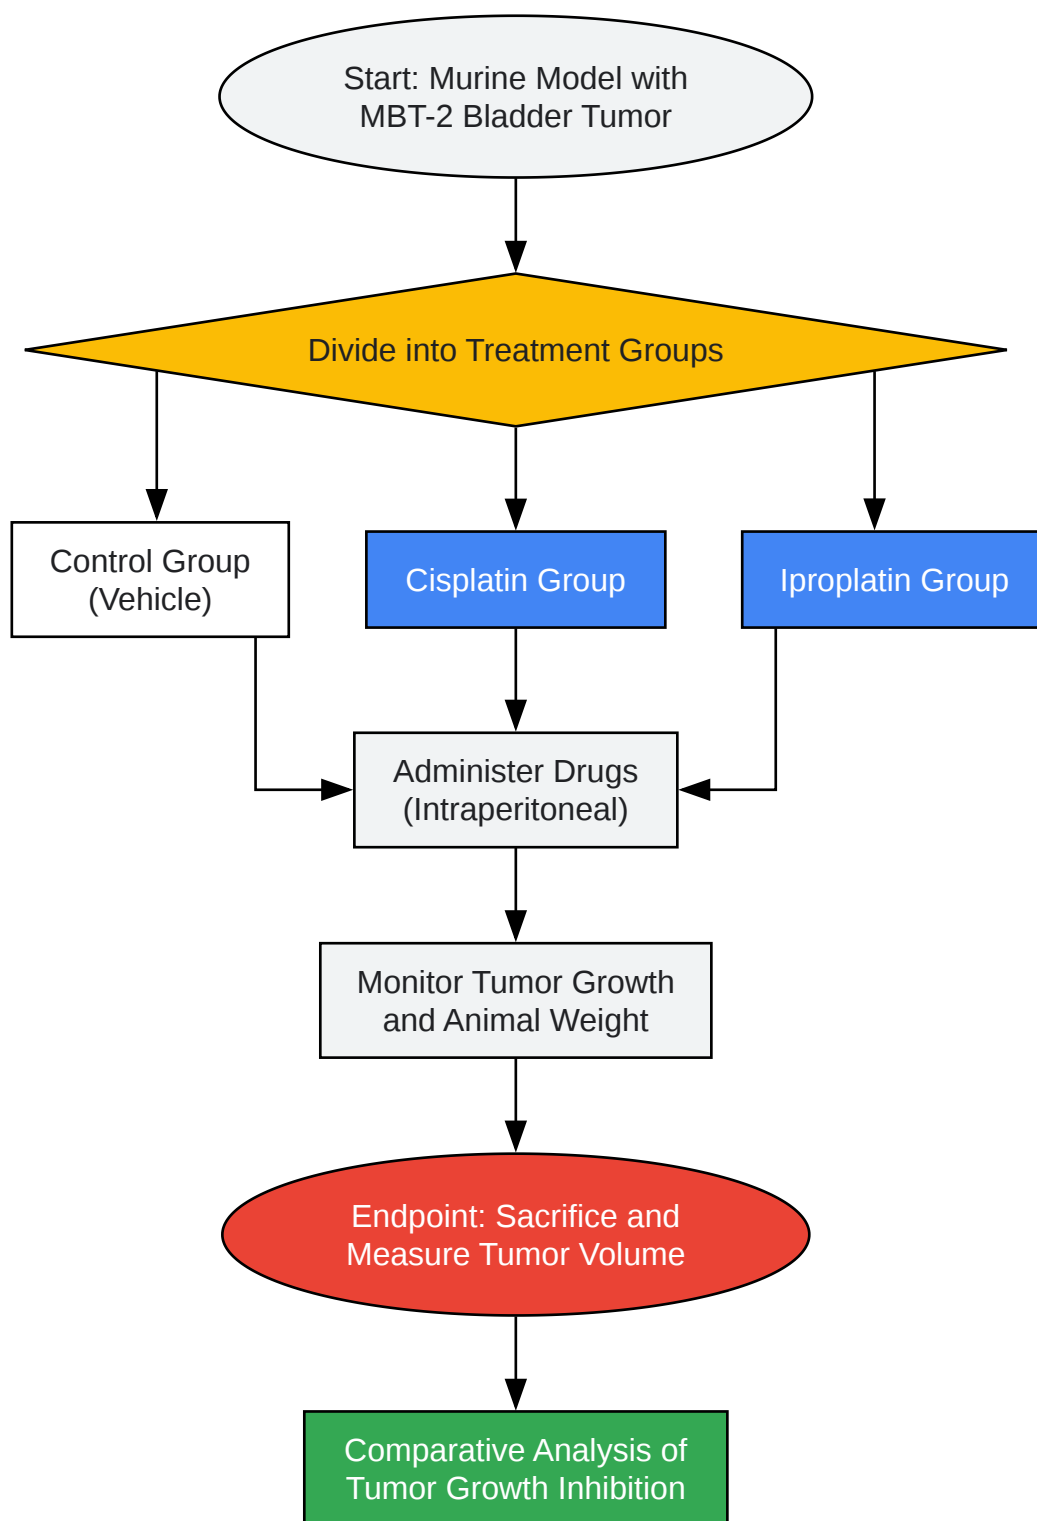 Start: Murine Model with
MBT-2 Bladder Tumor
Divide into Treatment Groups
Control Group
(Vehicle)
Cisplatin Group
Iproplatin Group
Administer Drugs
(Intraperitoneal)
Monitor Tumor Growth
and Animal Weight
Endpoint: Sacrifice and
Measure Tumor Volume
Comparative Analysis of
Tumor Growth Inhibition